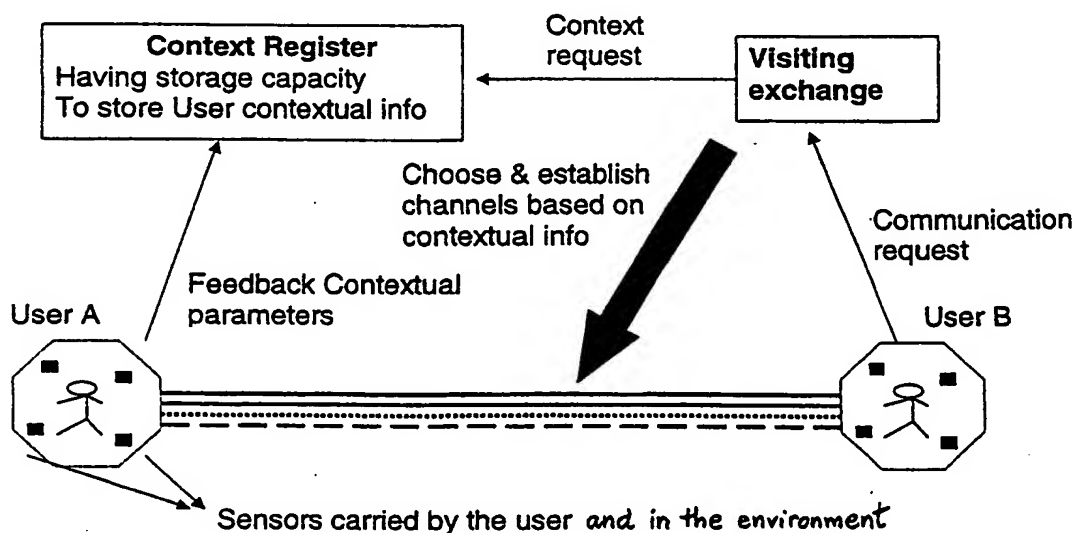 Context Register
Having storage capacity
To store User contextual info
Context
request
Visiting
exchange
Choose & establish
channels based on
contextual info
Communication
request
Feedback Contextual
parameters
User A
User B
Sensors carried by the user and in the environment